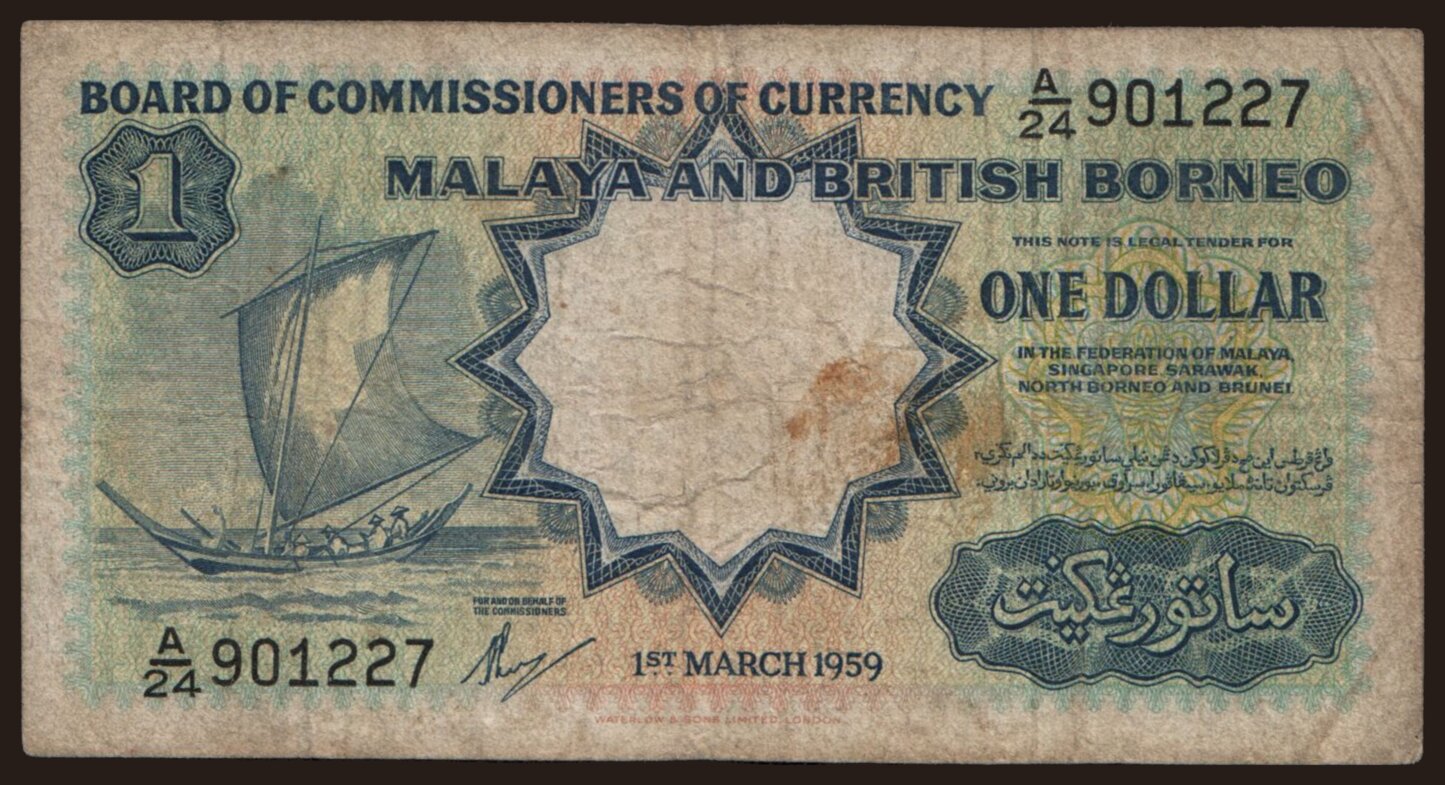 BOARD OF COMMISSIONERS OF CURRENCY
A/24 901227
1
MALAYA AND BRITISH BORNEO
THIS NOTE IS LEGAL TENDER FOR
ONE DOLLAR
IN THE FEDERATION OF MALAYA,
SINGAPORE, SARAWAK,
NORTH BORNEO AND BRUNEI
ساتو رڠݢيت
FOR AND ON BEHALF OF
THE COMMISSIONERS
A/24 901227
1ST MARCH 1959
WATERLOW & SONS LIMITED, LONDON